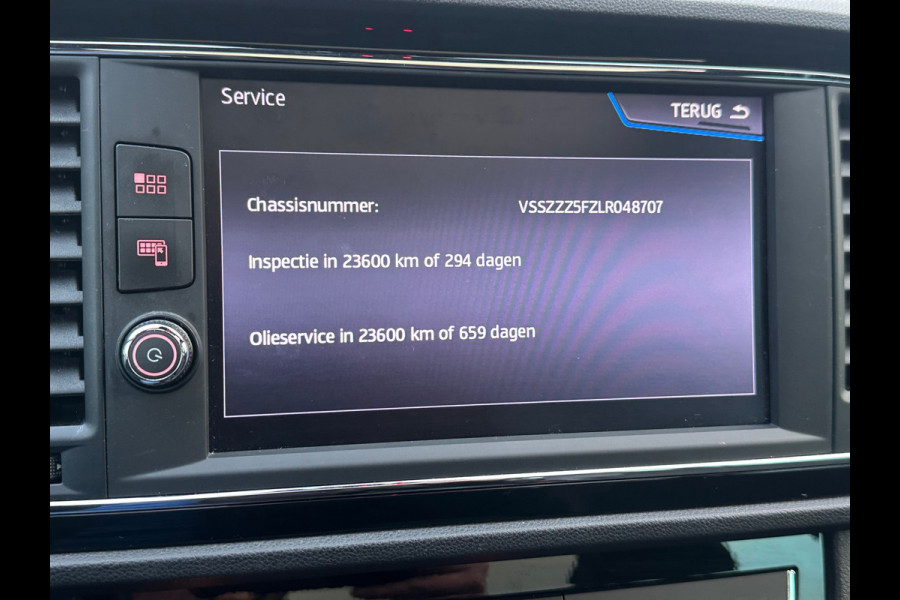 Service
TERUG
Chassisnummer: VSSZZZ5FZLR048707
Inspectie in 23600 km of 294 dagen
Olieservice in 23600 km of 659 dagen